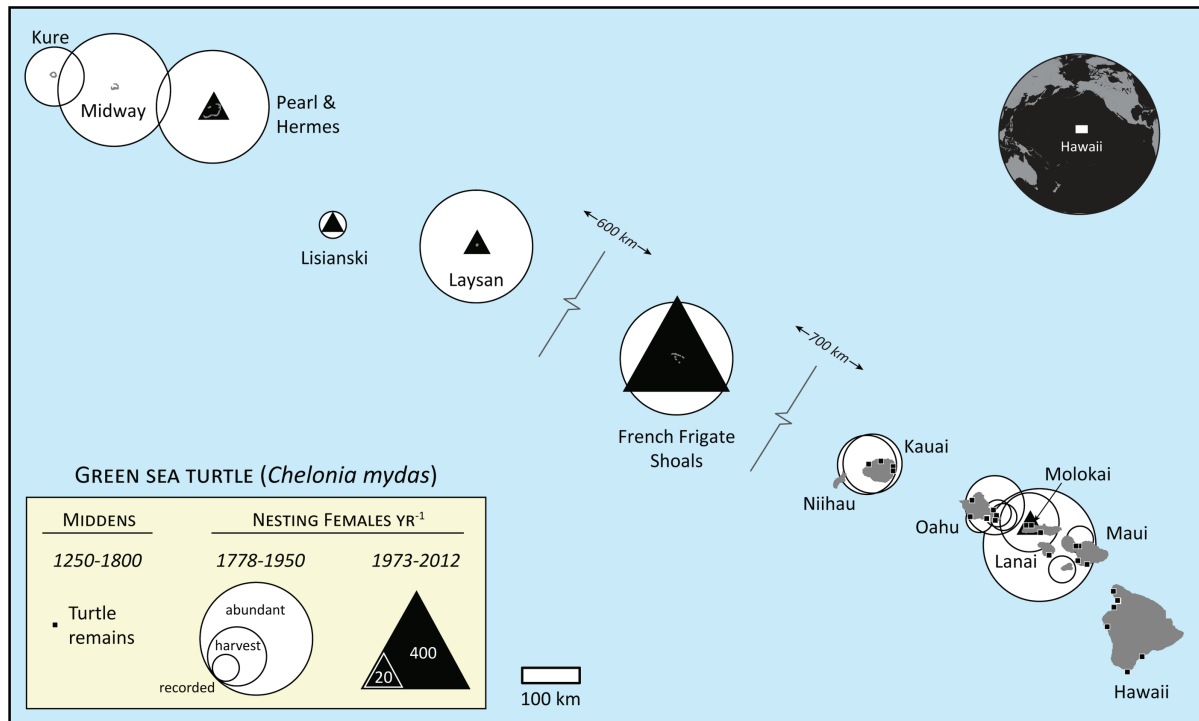 Kure
Midway
Pearl &
Hermes
Hawaii
Lisianski
Laysan
600 km
700 km
French Frigate
Shoals
Kauai
Niihau
Molokai
Oahu
Maui
Lanai
Hawaii
GREEN SEA TURTLE (Chelonia mydas)
MIDDENS NESTING FEMALES YR-1
1250-1800 1778-1950 1973-2012
abundant
Turtle
remains
harvest
400
20
recorded
100 km